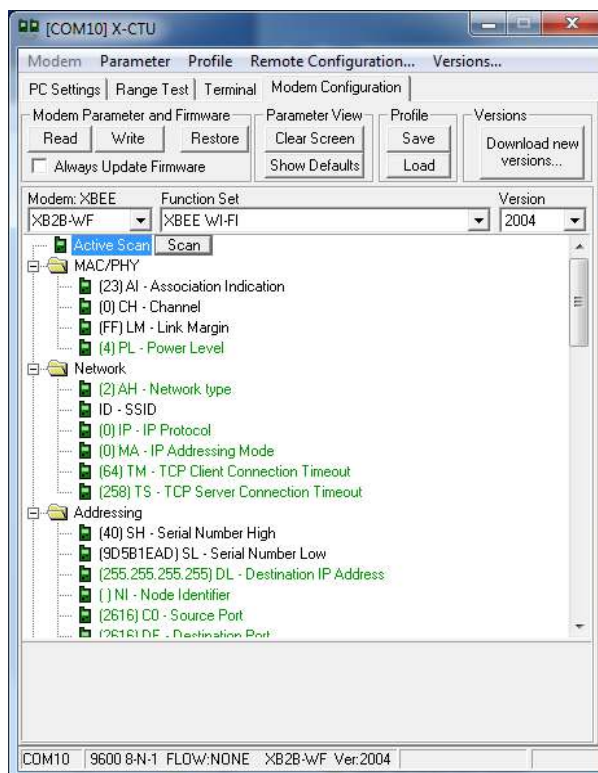 [COM10] X-CTU
Modem Parameter Profile Remote Configuration... Versions...
PC Settings Range Test Terminal Modem Configuration
Modem Parameter and Firmware Parameter View Profile Versions
Read Write Restore Clear Screen Save Download new versions...
Always Update Firmware Show Defaults Load
Modem: XBEE Function Set Version
XB2B-WF XBEE WI-FI 2004
Active Scan Scan
MAC/PHY
(23) AI - Association Indication
(0) CH - Channel
(FF) LM - Link Margin
(4) PL - Power Level
Network
(2) AH - Network type
ID - SSID
(0) IP - IP Protocol
(0) MA - IP Addressing Mode
(64) TM - TCP Client Connection Timeout
(258) TS - TCP Server Connection Timeout
Addressing
(40) SH - Serial Number High
(9D5B1EAD) SL - Serial Number Low
(255.255.255.255) DL - Destination IP Address
( ) NI - Node Identifier
(2616) C0 - Source Port
(2616) DE - Destination Port
COM10 9600 8-N-1 FLOW:NONE XB2B-WF Ver:2004